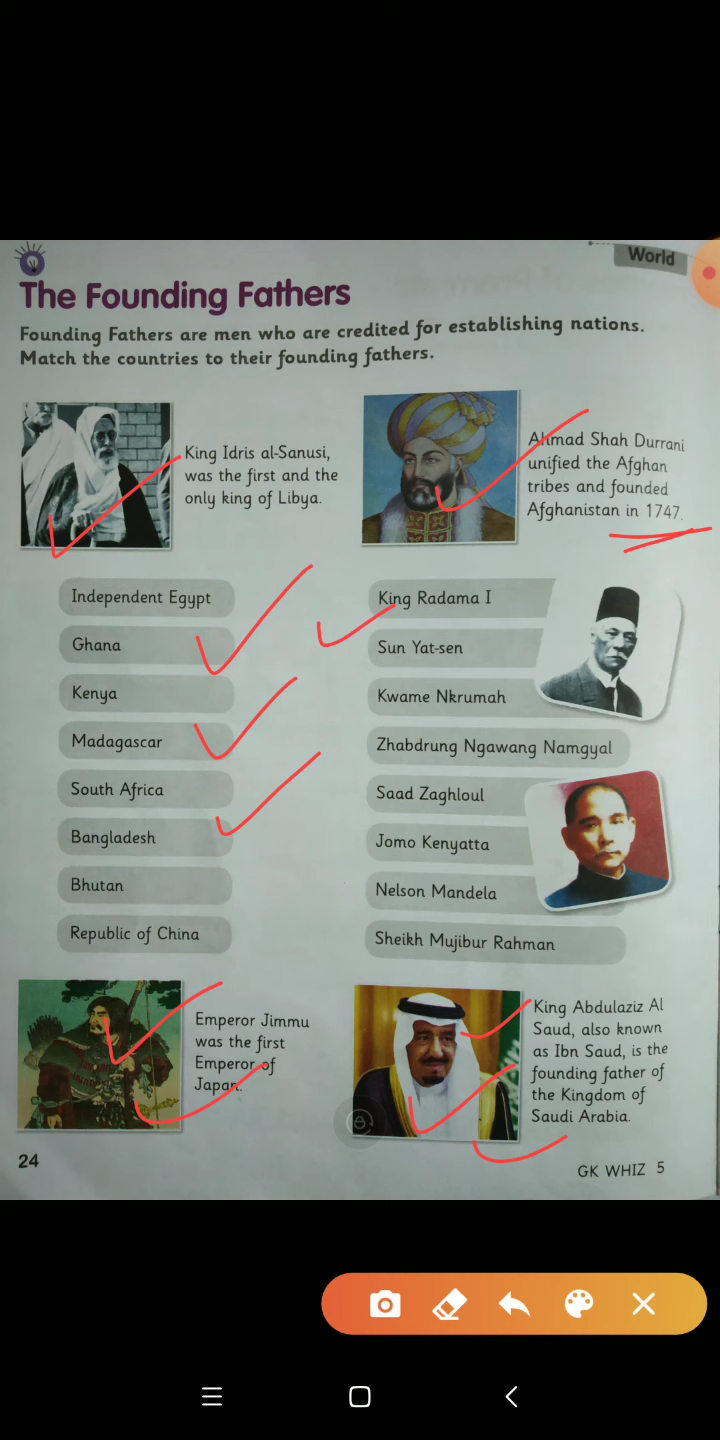 World
The Founding Fathers
Founding Fathers are men who are credited for establishing nations.
Match the countries to their founding fathers.
King Idris al-Sanusi,
was the first and the
only king of Libya.
Ahmad Shah Durrani
unified the Afghan
tribes and founded
Afghanistan in 1747.
Independent Egypt
Ghana
Kenya
Madagascar
South Africa
Bangladesh
Bhutan
Republic of China
King Radama I
Sun Yat-sen
Kwame Nkrumah
Zhabdrung Ngawang Namgyal
Saad Zaghloul
Jomo Kenyatta
Nelson Mandela
Sheikh Mujibur Rahman
Emperor Jimmu
was the first
Emperor of
Japan.
King Abdulaziz Al
Saud, also known
as Ibn Saud, is the
founding father of
the Kingdom of
Saudi Arabia.
24
GK WHIZ 5